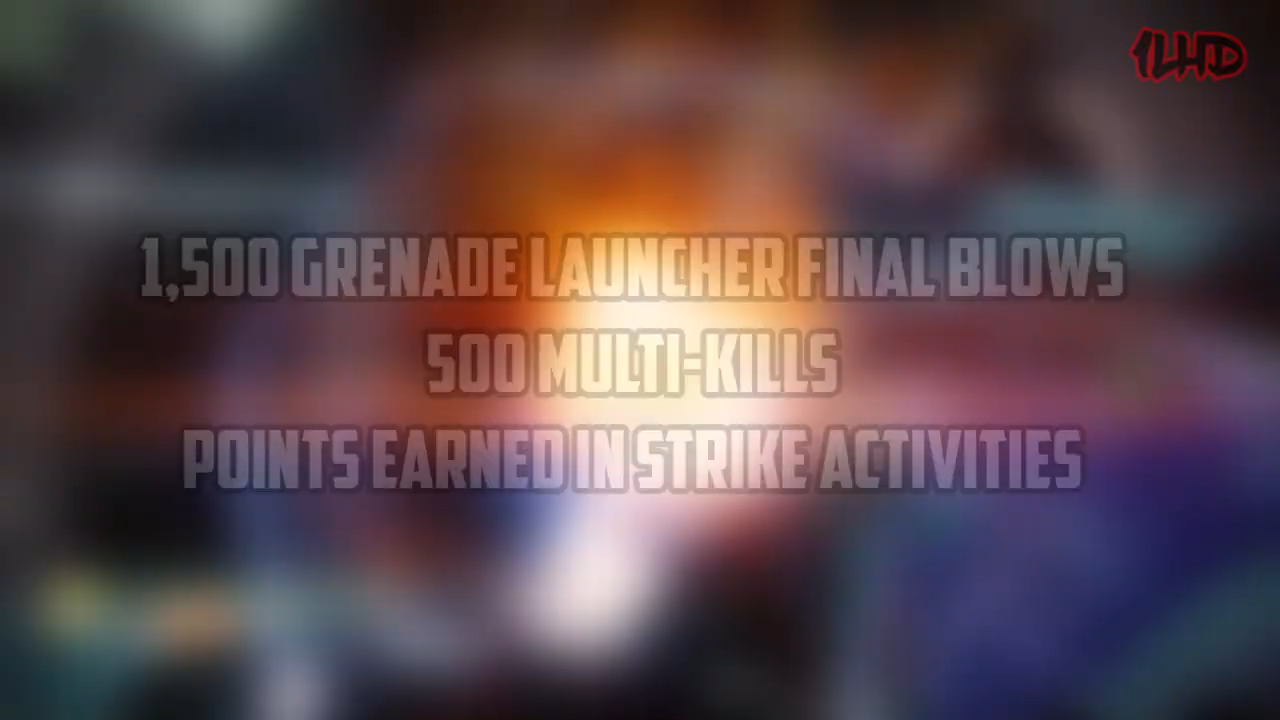 1LHD
1,500 GRENADE LAUNCHER FINAL BLOWS
500 MULTI-KILLS
POINTS EARNED IN STRIKE ACTIVITIES